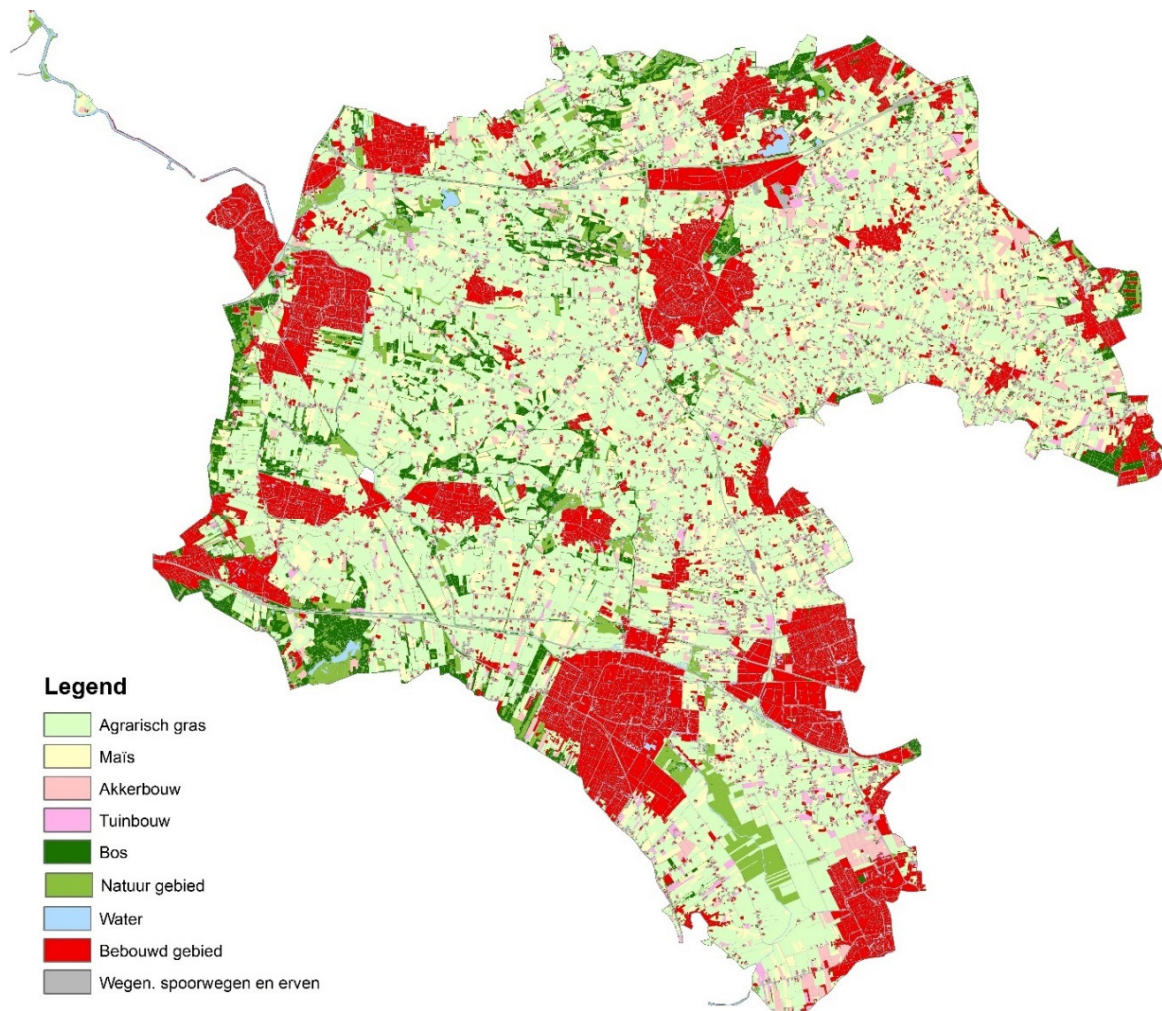 Legend
Agrarisch gras
Maïs
Akkerbouw
Tuinbouw
Bos
Natuur gebied
Water
Bebouwd gebied
Wegen. spoorwegen en erven